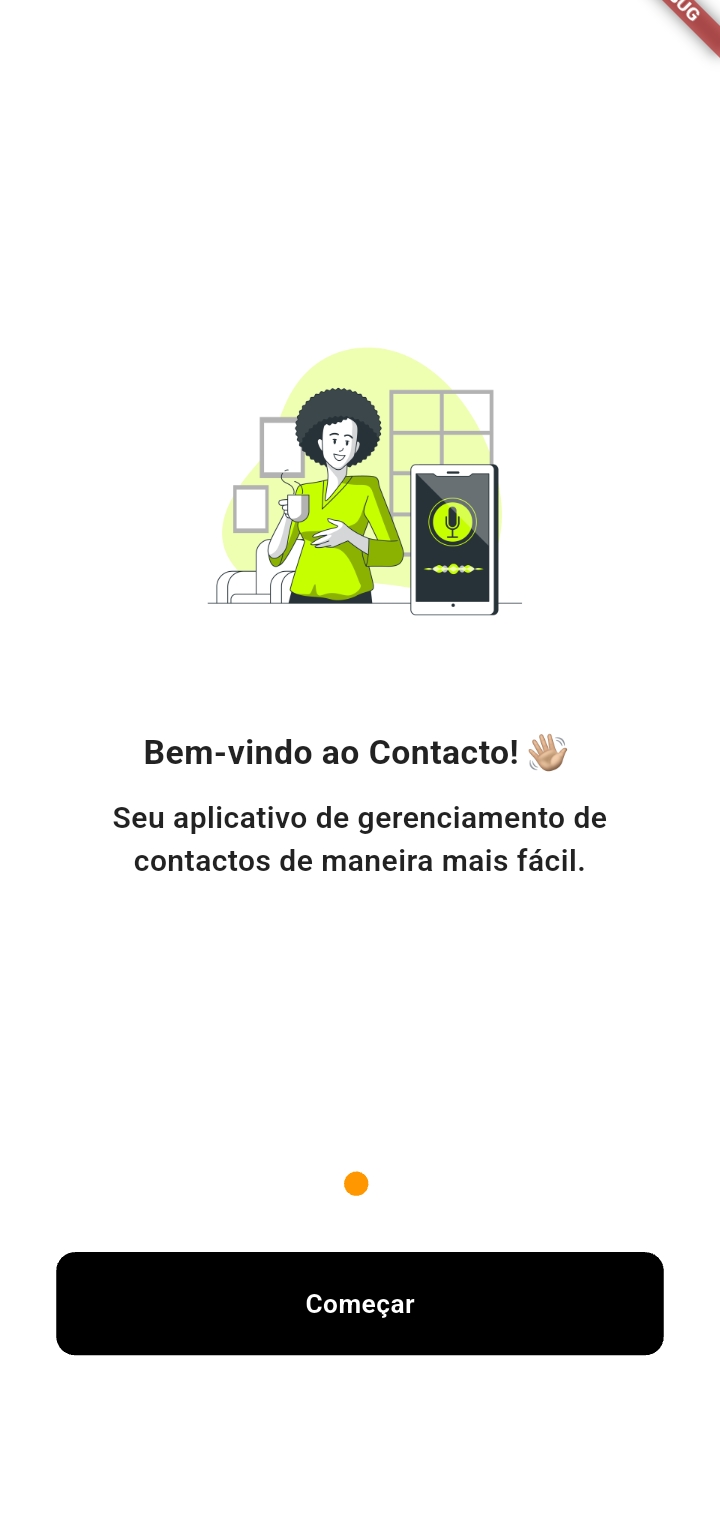 Bem-vindo ao Contacto! 👋🏼
Seu aplicativo de gerenciamento de
contactos de maneira mais fácil.
Começar